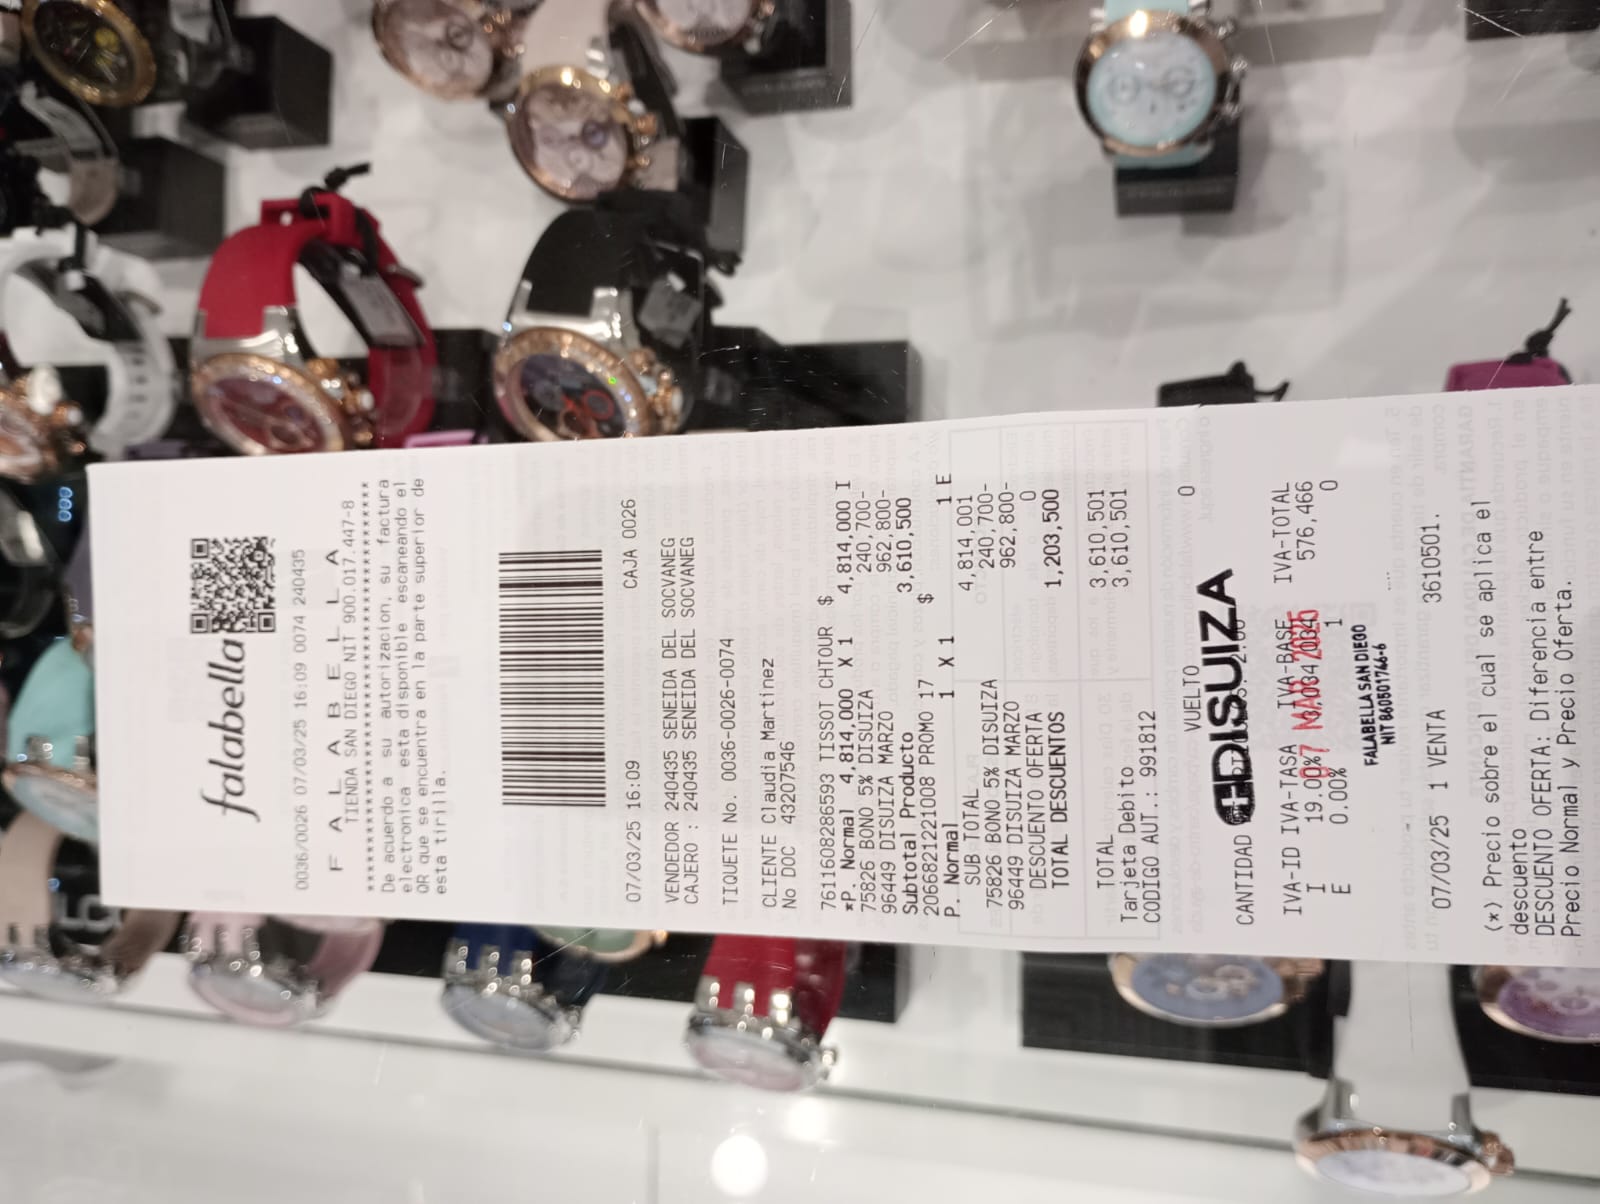 falabella
0036/0026 07/03/25 16:09 0074 240435
F A L A B E L L A
TIENDA SAN DIEGO NIT 900.017.447-8
****************************************
De acuerdo a su autorizacion, su factura
electronica esta disponible escaneando el
QR que se encuentra en la parte superior de
esta tirilla.
07/03/25 16:09 CAJA 0026
VENDEDOR 240435 SENEIDA DEL SOCVANEG
CAJERO : 240435 SENEIDA DEL SOCVANEG
TIQUETE No. 0036-0026-0074
CLIENTE Claudia Martinez
No DOC 43207546
7611608286593 TISSOT CHTOUR $
*P. Normal 4,814,000 X 1 4,814,000 I
75826 BONO 5% DISUIZA 240,700-
96449 DISUIZA MARZO 962,800-
Subtotal Producto 3,610,500
2066821221008 PROMO 17 $
P. Normal 1 X 1 1 E
SUB TOTAL 4,814,001
75826 BONO 5% DISUIZA 240,700-
96449 DISUIZA MARZO 962,800-
DESCUENTO OFERTA 0
TOTAL DESCUENTOS 1,203,500
TOTAL 3,610,501
Tarjeta Debito 3,610,501
CODIGO AUT.: 991812
VUELTO 0
CANTIDAD
DISUIZA
IVA-ID IVA-TASA IVA-BASE IVA-TOTAL
I 19.00% 3,034,034 576,466
E 0.00% 1 0
07 MAR 2025
FALABELLA SAN DIEGO
NIT 860501746-6
07/03/25 1 VENTA 3610501.
(*) Precio sobre el cual se aplica el
descuento
DESCUENTO OFERTA: Diferencia entre
Precio Normal y Precio Oferta.